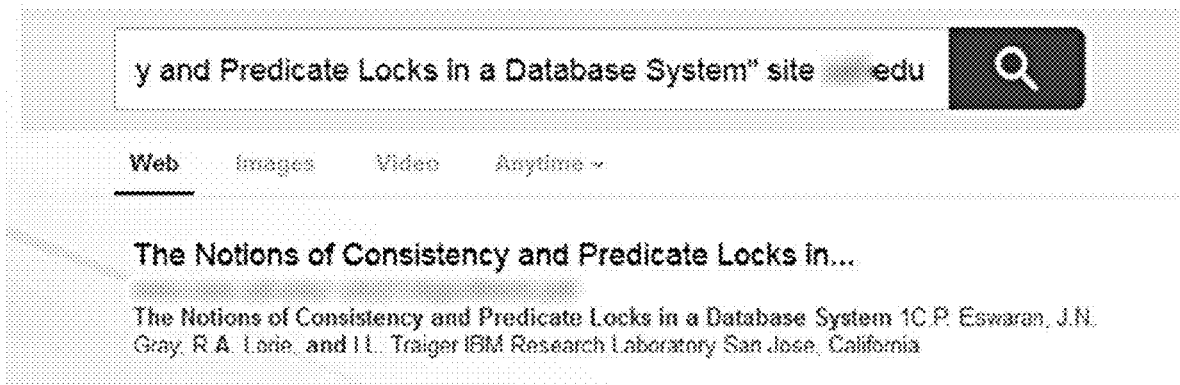 y and Predicate Locks in a Database System" site edu
Web Images Video Anytime
The Notions of Consistency and Predicate Locks in...
The Notions of Consistency and Predicate Locks in a Database System 1C.P. Eswaran, J.N.
Gray, R.A. Lorie, and I.L. Traiger IBM Research Laboratory San Jose, California